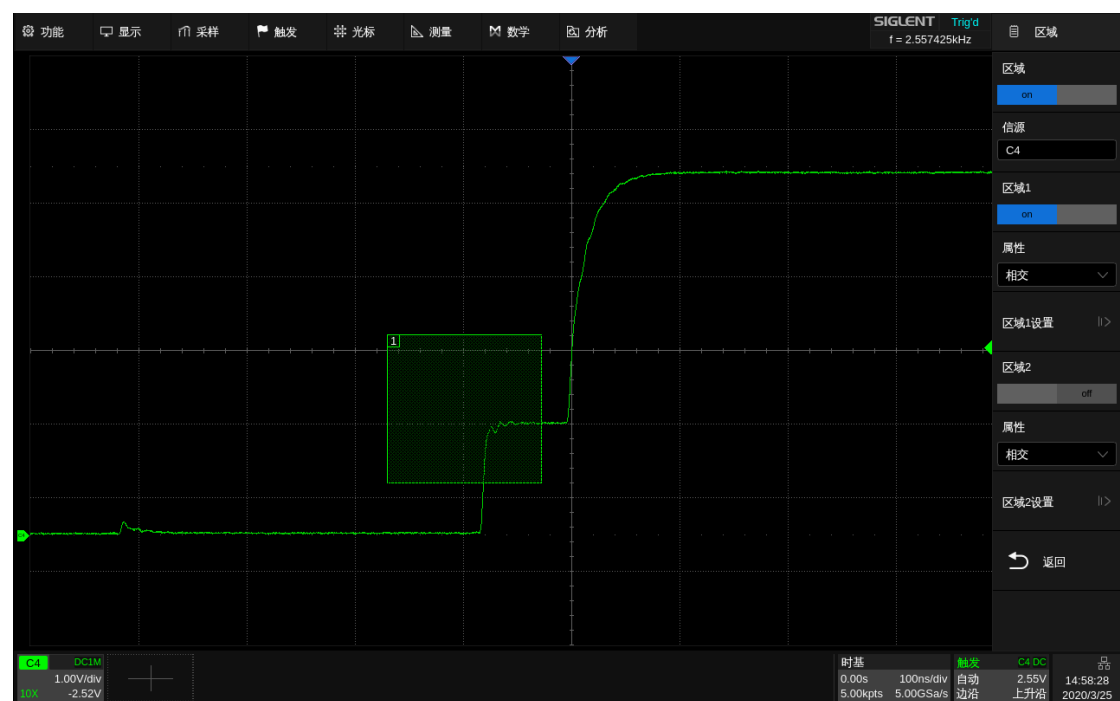 功能 显示 采样 触发 光标 测量 数学 分析
SIGLENT Trig'd
f = 2.557425kHz
区域
区域
on
信源
C4
区域1
on
属性
相交
区域1设置
区域2
off
属性
相交
区域2设置
返回
1
C4 DC1M
1.00V/div
10X -2.52V
时基
0.00s 100ns/div
5.00kpts 5.00GSa/s
触发 C4 DC
自动 2.55V
边沿 上升沿
14:58:28
2020/3/25